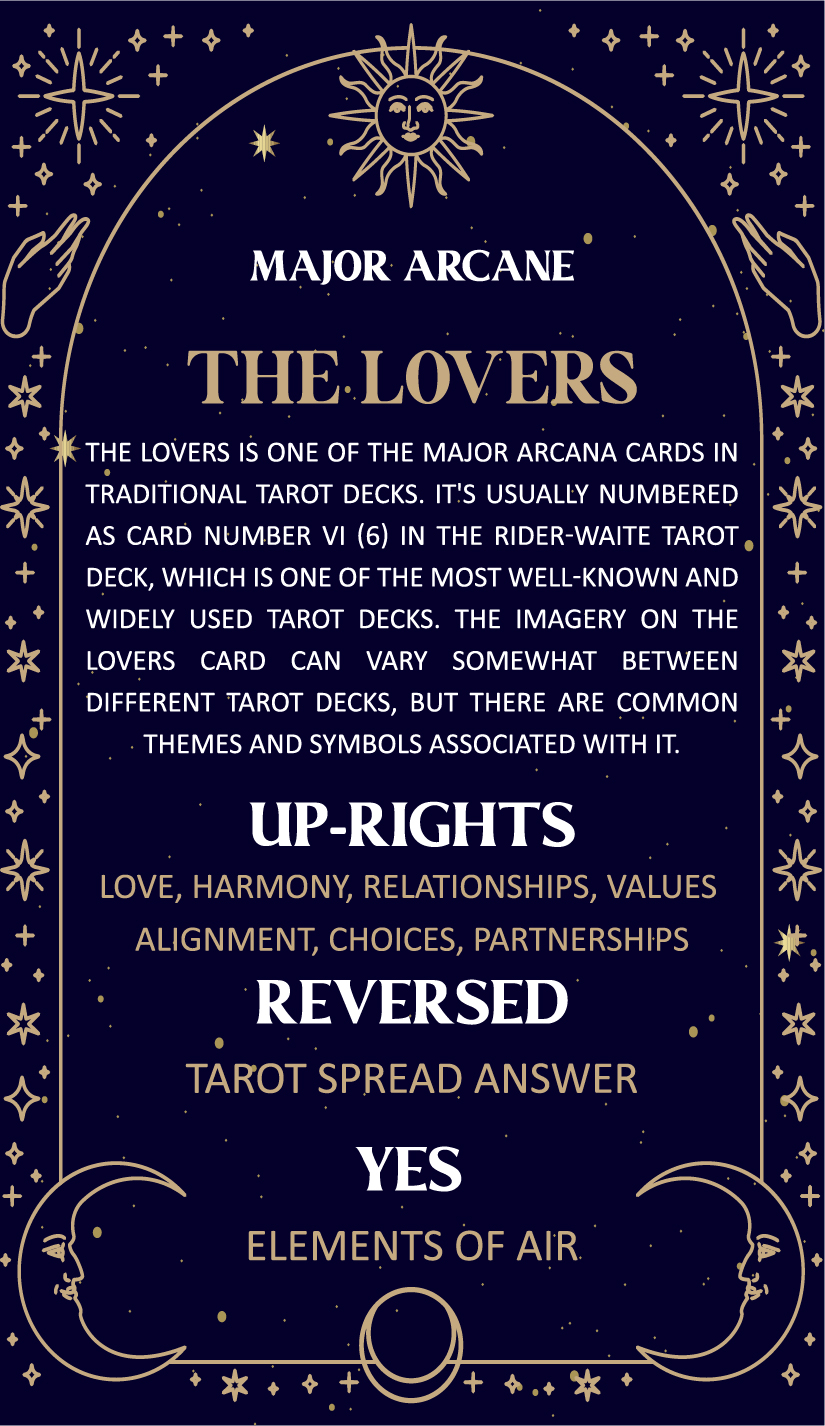 MAJOR ARCANE
THE LOVERS
THE LOVERS IS ONE OF THE MAJOR ARCANA CARDS IN
TRADITIONAL TAROT DECKS. IT'S USUALLY NUMBERED
AS CARD NUMBER VI (6) IN THE RIDER-WAITE TAROT
DECK, WHICH IS ONE OF THE MOST WELL-KNOWN AND
WIDELY USED TAROT DECKS. THE IMAGERY ON THE
LOVERS CARD CAN VARY SOMEWHAT BETWEEN
DIFFERENT TAROT DECKS, BUT THERE ARE COMMON
THEMES AND SYMBOLS ASSOCIATED WITH IT.
UP-RIGHTS
LOVE, HARMONY, RELATIONSHIPS, VALUES
ALIGNMENT, CHOICES, PARTNERSHIPS
REVERSED
TAROT SPREAD ANSWER
YES
ELEMENTS OF AIR